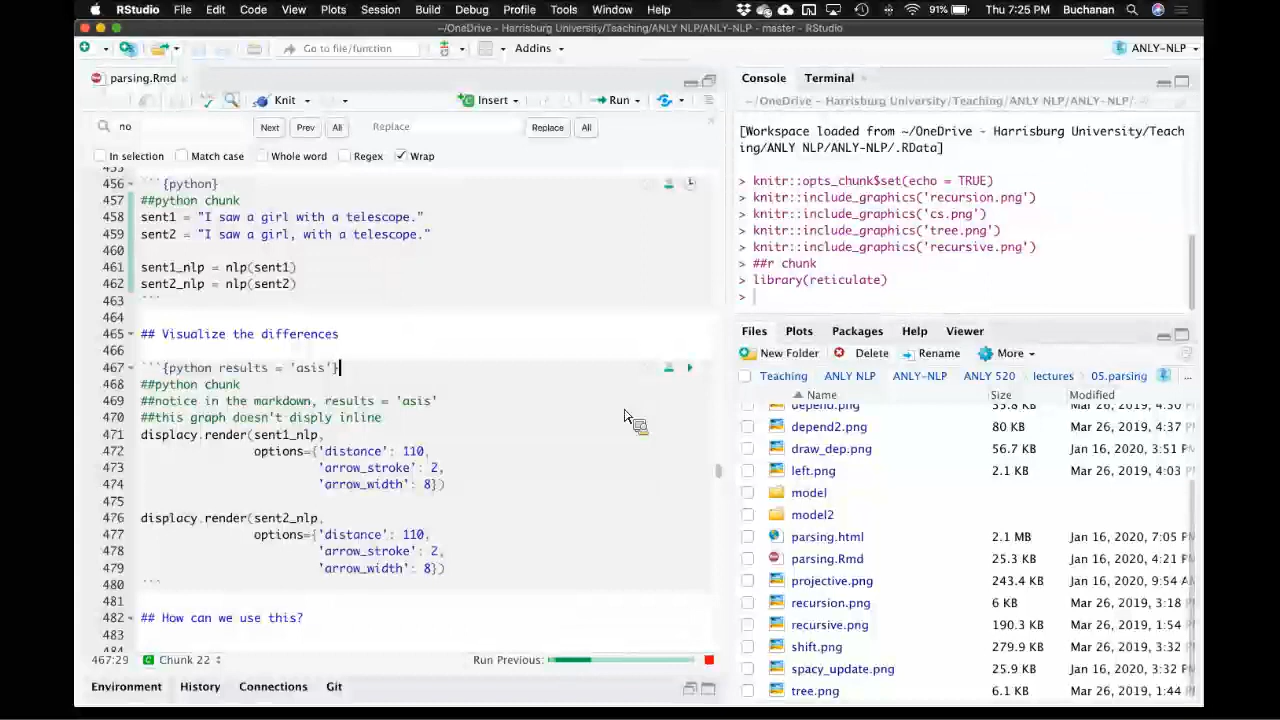 RStudio File Edit Code View Plots Session Build Debug Profile Tools Window Help 91% Thu 7:25 PM Buchanan
~/OneDrive - Harrisburg University/Teaching/ANLY NLP/ANLY-NLP - master - RStudio
Go to file/function Addins ANLY-NLP
parsing.Rmd
Knit Insert Run
no Next Prev All Replace Replace All
In selection Match case Whole word Regex Wrap
455
456 ```{python}
457 ##python chunk
458 sent1 = "I saw a girl with a telescope."
459 sent2 = "I saw a girl, with a telescope."
460
461 sent1_nlp = nlp(sent1)
462 sent2_nlp = nlp(sent2)
463 ```
464
465 ## Visualize the differences
466
467 ```{python results = 'asis'}
468 ##python chunk
469 ##notice in the markdown, results = 'asis'
470 ##this graph doesn't disply inline
471 displacy.render(sent1_nlp,
472 options={'distance': 110,
473 'arrow_stroke': 2,
474 'arrow_width': 8})
475
476 displacy.render(sent2_nlp,
477 options={'distance': 110,
478 'arrow_stroke': 2,
479 'arrow_width': 8})
480 ```
481
482 ## How can we use this?
483
484
467:29 Chunk 22 Run Previous:
Environment History Connections Git
Console Terminal
~/OneDrive - Harrisburg University/Teaching/ANLY NLP/ANLY-NLP/
[Workspace loaded from ~/OneDrive - Harrisburg University/Teach
ing/ANLY NLP/ANLY-NLP/.RData]
> knitr::opts_chunk$set(echo = TRUE)
> knitr::include_graphics('recursion.png')
> knitr::include_graphics('cs.png')
> knitr::include_graphics('tree.png')
> knitr::include_graphics('recursive.png')
> ##r chunk
> library(reticulate)
>
Files Plots Packages Help Viewer
New Folder Delete Rename More
Teaching ANLY NLP ANLY-NLP ANLY 520 lectures 05.parsing ...
Name Size Modified
depend.png 55.8 KB Mar 26, 2019, 4:30
depend2.png 80 KB Mar 26, 2019, 4:37
draw_dep.png 56.7 KB Mar 26, 2019, 3:51
left.png 2.1 KB Mar 26, 2019, 4:03
model
model2
parsing.html 2.1 MB Jan 16, 2020, 7:05 PM
parsing.Rmd 25.3 KB Jan 16, 2020, 4:21 PM
projective.png 243.4 KB Jan 16, 2020, 9:54 AM
recursion.png 6 KB Mar 26, 2019, 3:18
recursive.png 190.3 KB Mar 26, 2019, 1:54
shift.png 279.9 KB Mar 26, 2019, 3:32
spacy_update.png 25.9 KB Jan 16, 2020, 3:32 PM
tree.png 6.1 KB Mar 26, 2019, 1:44